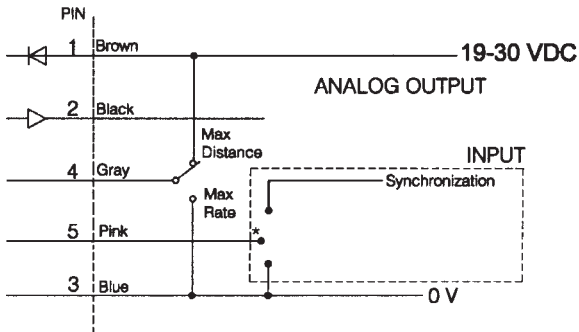 PIN
1 Brown 19-30 VDC
ANALOG OUTPUT
2 Black
Max
Distance
INPUT
4 Gray
Synchronization
Max
Rate
5 Pink *
3 Blue 0 V